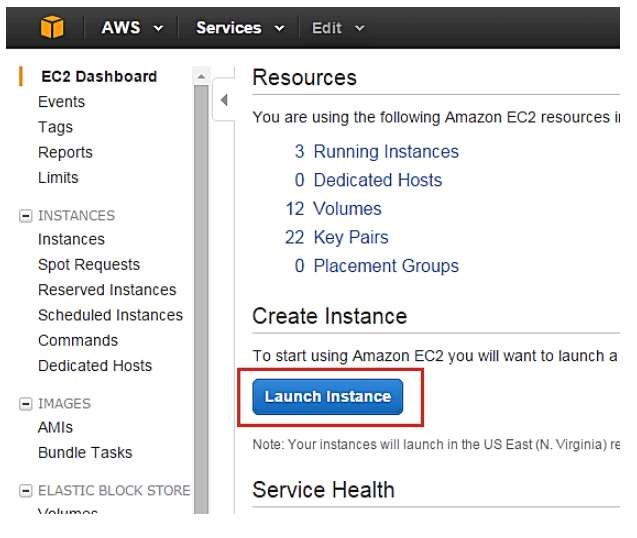 AWS Services Edit
EC2 Dashboard
Events
Tags
Reports
Limits
INSTANCES
Instances
Spot Requests
Reserved Instances
Scheduled Instances
Commands
Dedicated Hosts
IMAGES
AMIs
Bundle Tasks
ELASTIC BLOCK STORE
Volumes
Resources
You are using the following Amazon EC2 resources i
3 Running Instances
0 Dedicated Hosts
12 Volumes
22 Key Pairs
0 Placement Groups
Create Instance
To start using Amazon EC2 you will want to launch a
Launch Instance
Note: Your instances will launch in the US East (N. Virginia) re
Service Health